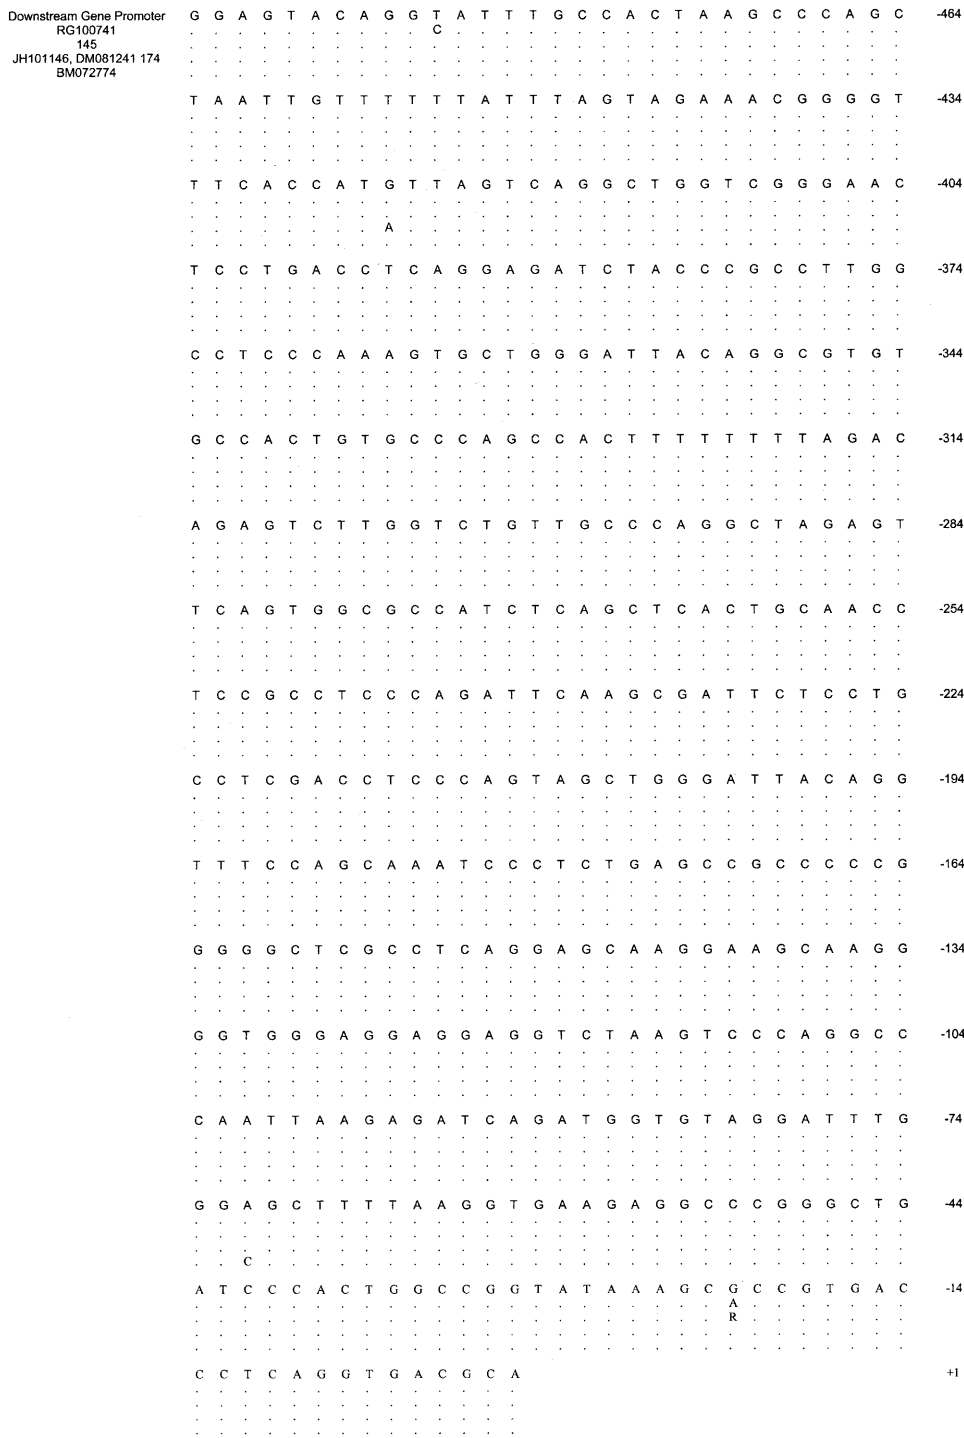 Downstream Gene Promoter G G A G T A C A G G T A T T T G C C A C T A A G C C C A G C -464
RG100741 . . . . . . . . . . C . . . . . . . . . . . . . . . . . . .
145
JH101146, DM081241 174
BM072774
T A A T T G T T T T T T A T T T A G T A G A A A C G G G G T -434
T T C A C C A T G T T A G T C A G G C T G G T C G G G A A C -404
A
T C C T G A C C T C A G G A G A T C T A C C C G C C T T G G -374
C C T C C C A A A G T G C T G G G A T T A C A G G C G T G T -344
G C C A C T G T G C C C A G C C A C T T T T T T T T A G A C -314
A G A G T C T T G G T C T G T T G C C C A G G C T A G A G T -284
T C A G T G G C G C C A T C T C A G C T C A C T G C A A C C -254
T C C G C C T C C C A G A T T C A A G C G A T T C T C C T G -224
C C T C G A C C T C C C A G T A G C T G G G A T T A C A G G -194
T T T C C A G C A A A T C C C T C T G A G C C G C C C C C G -164
G G G G C T C G C C T C A G G A G C A A G G A A G C A A G G -134
G G T G G G A G G A G G A G G T C T A A G T C C C A G G C C -104
C A A T T A A G A G A T C A G A T G G T G T A G G A T T T G -74
G G A G C T T T T A A G G T G A A G A G G C C C G G G C T G -44
C
A T C C C A C T G G C C G G T A T A A A G C G C C G T G A C -14
A
R
C C T C A G G T G A C G C A +1